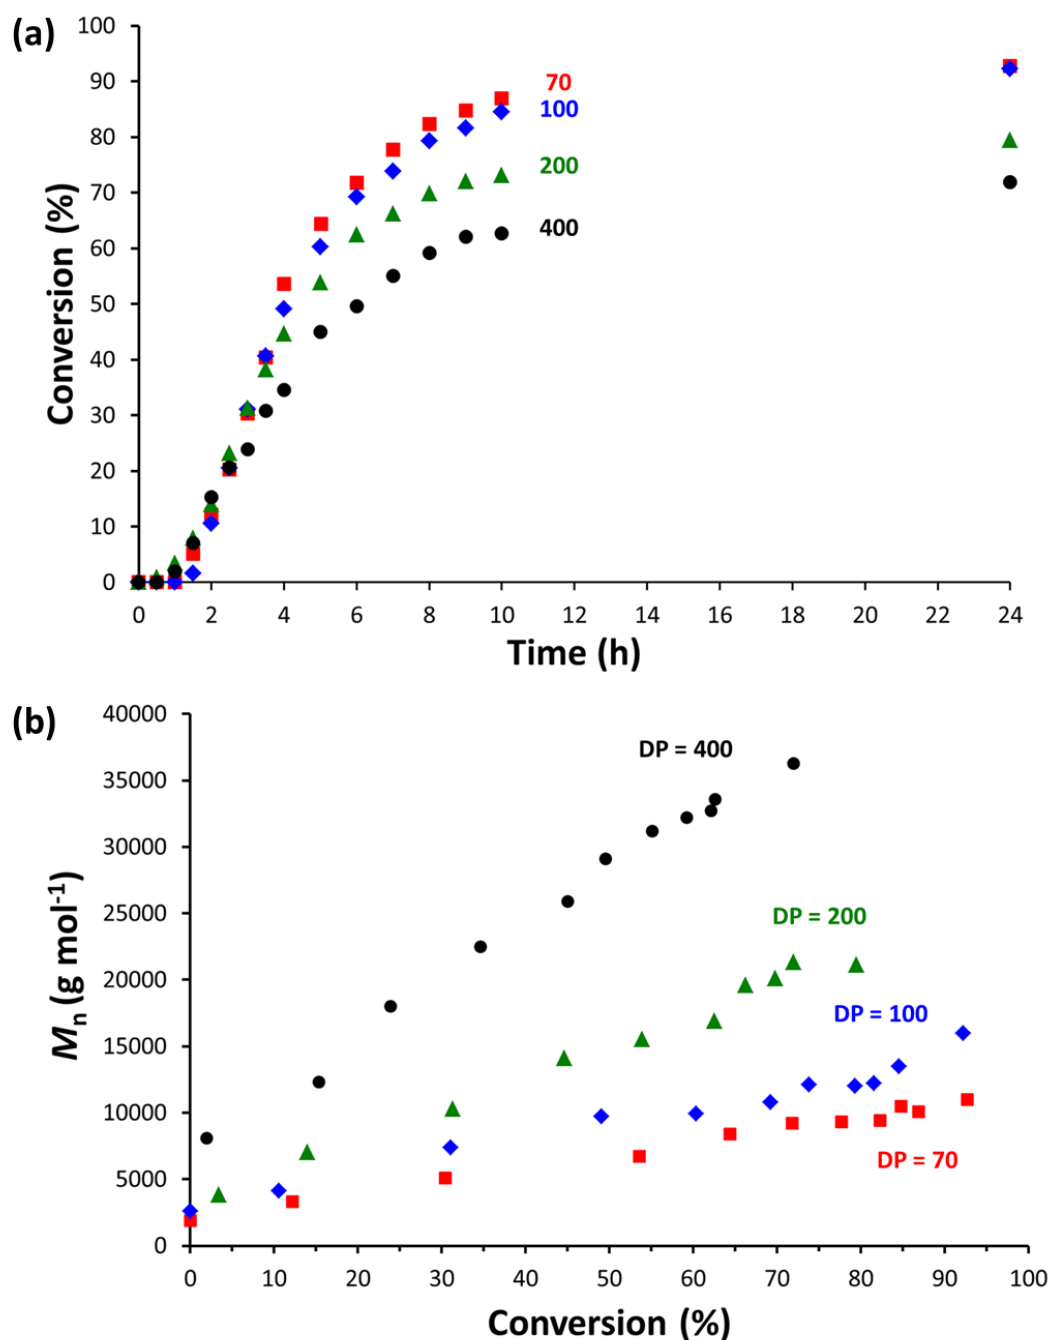 (a)
Conversion (%)
100
90
80
70
60
50
40
30
20
10
0
70
100
200
400
0 2 4 6 8 10 12 14 16 18 20 22 24
Time (h)
(b)
Mn (g mol-1)
40000
35000
30000
25000
20000
15000
10000
5000
0
DP = 400
DP = 200
DP = 100
DP = 70
0 10 20 30 40 50 60 70 80 90 100
Conversion (%)